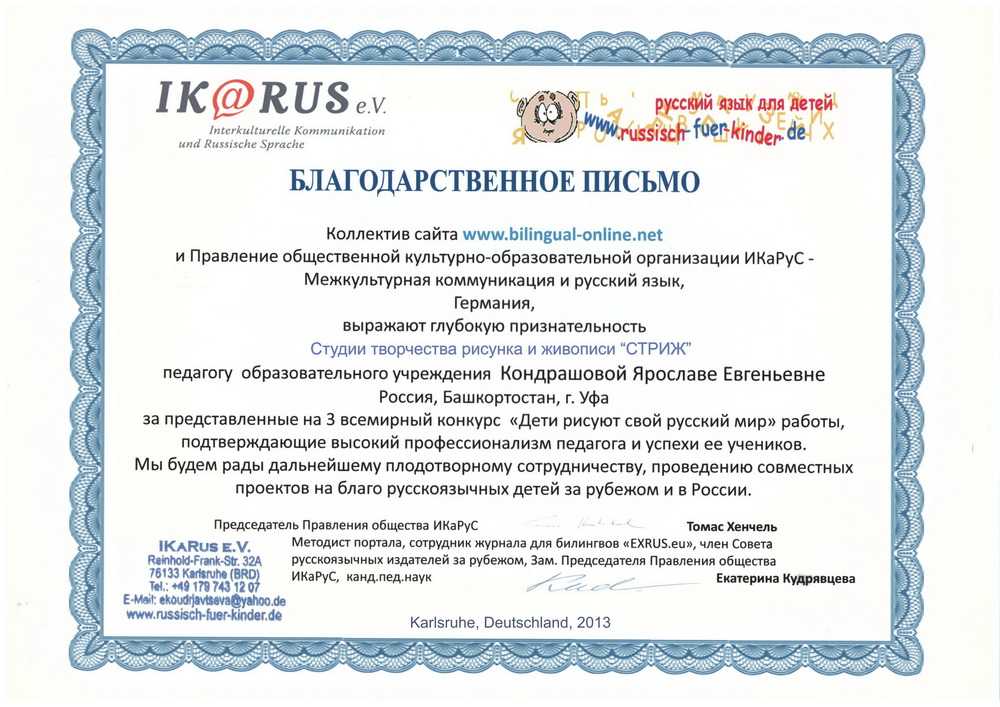 IK@RUS e.V.
Interkulturelle Kommunikation
und Russische Sprache
русский язык для детей
www.russisch-fuer-kinder.de
БЛАГОДАРСТВЕННОЕ ПИСЬМО
Коллектив сайта www.bilingual-online.net
и Правление общественной культурно-образовательной организации ИКаРуС -
Межкультурная коммуникация и русский язык,
Германия,
выражают глубокую признательность
Студии творчества рисунка и живописи “СТРИЖ”
педагогу образовательного учреждения Кондрашовой Ярославе Евгеньевне
Россия, Башкортостан, г. Уфа
за представленные на 3 всемирный конкурс «Дети рисуют свой русский мир» работы,
подтверждающие высокий профессионализм педагога и успехи ее учеников.
Мы будем рады дальнейшему плодотворному сотрудничеству, проведению совместных
проектов на благо русскоязычных детей за рубежом и в России.
Председатель Правления общества ИКаРуС Томас Хенчель
Методист портала, сотрудник журнала для билингвов «EXRUS.eu», член Совета
русскоязычных издателей за рубежом, Зам. Председателя Правления общества
ИКаРуС, канд.пед.наук Екатерина Кудрявцева
IKARUS E.V.
Reinhold-Frank-Str. 32A
76133 Karlsruhe (BRD)
Tel.: +49 179 743 12 07
E-Mail: ekoudrjavtseva@yahoo.de
www.russisch-fuer-kinder.de
Karlsruhe, Deutschland, 2013